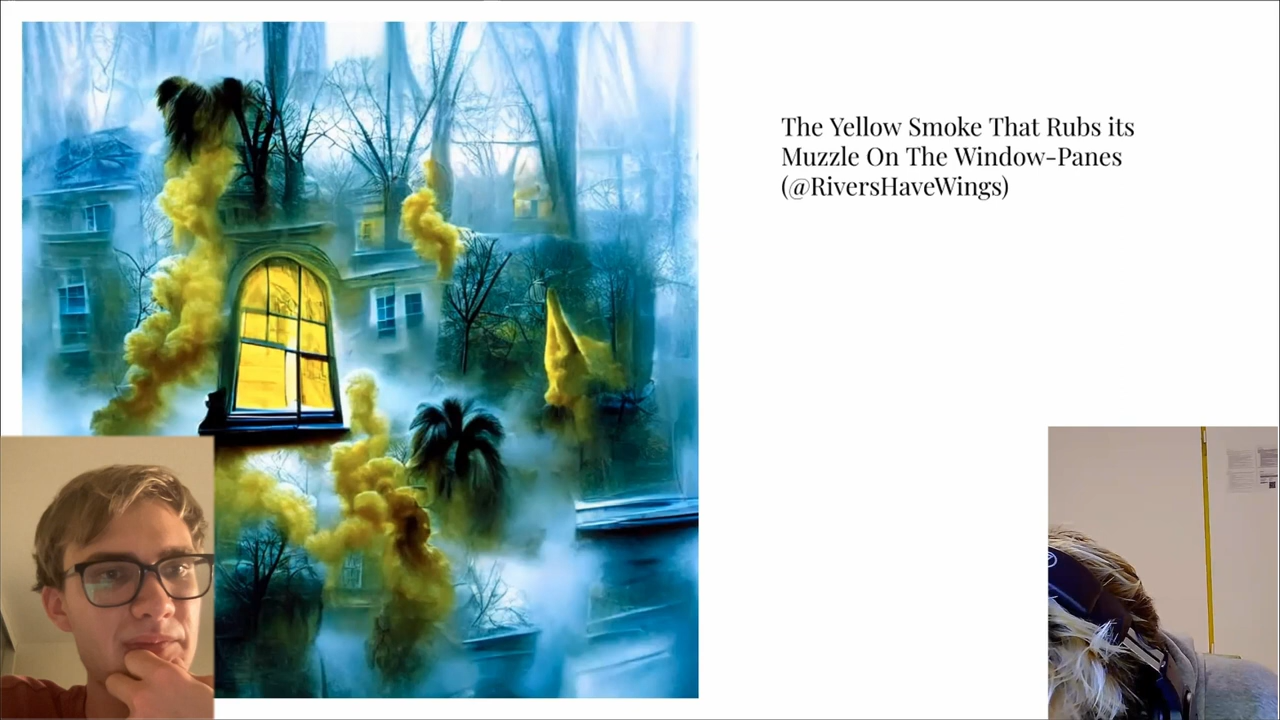 The Yellow Smoke That Rubs its
Muzzle On The Window-Panes
(@RiversHaveWings)